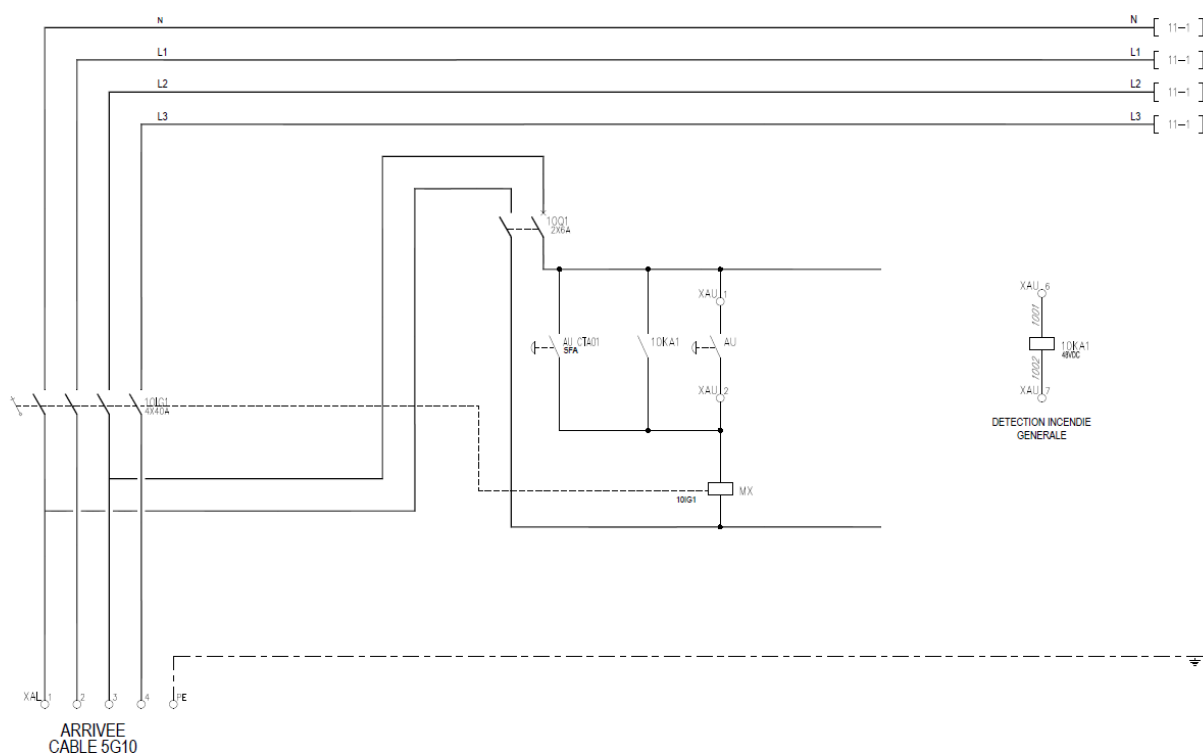 N N 11-1
L1 L1 11-1
L2 L2 11-1
L3 L3 11-1
10Q1
2X6A
XAU 1
XAU 6
1001
AU CTA01
SFA
10KA1
AU
10KA1
48VDC
1002
XAU 2
XAU 7
10IG1
4X40A
DETECTION INCENDIE
GENERALE
MX
10IG1
XAL 1 2 3 4 PE
ARRIVEE
CABLE 5G10